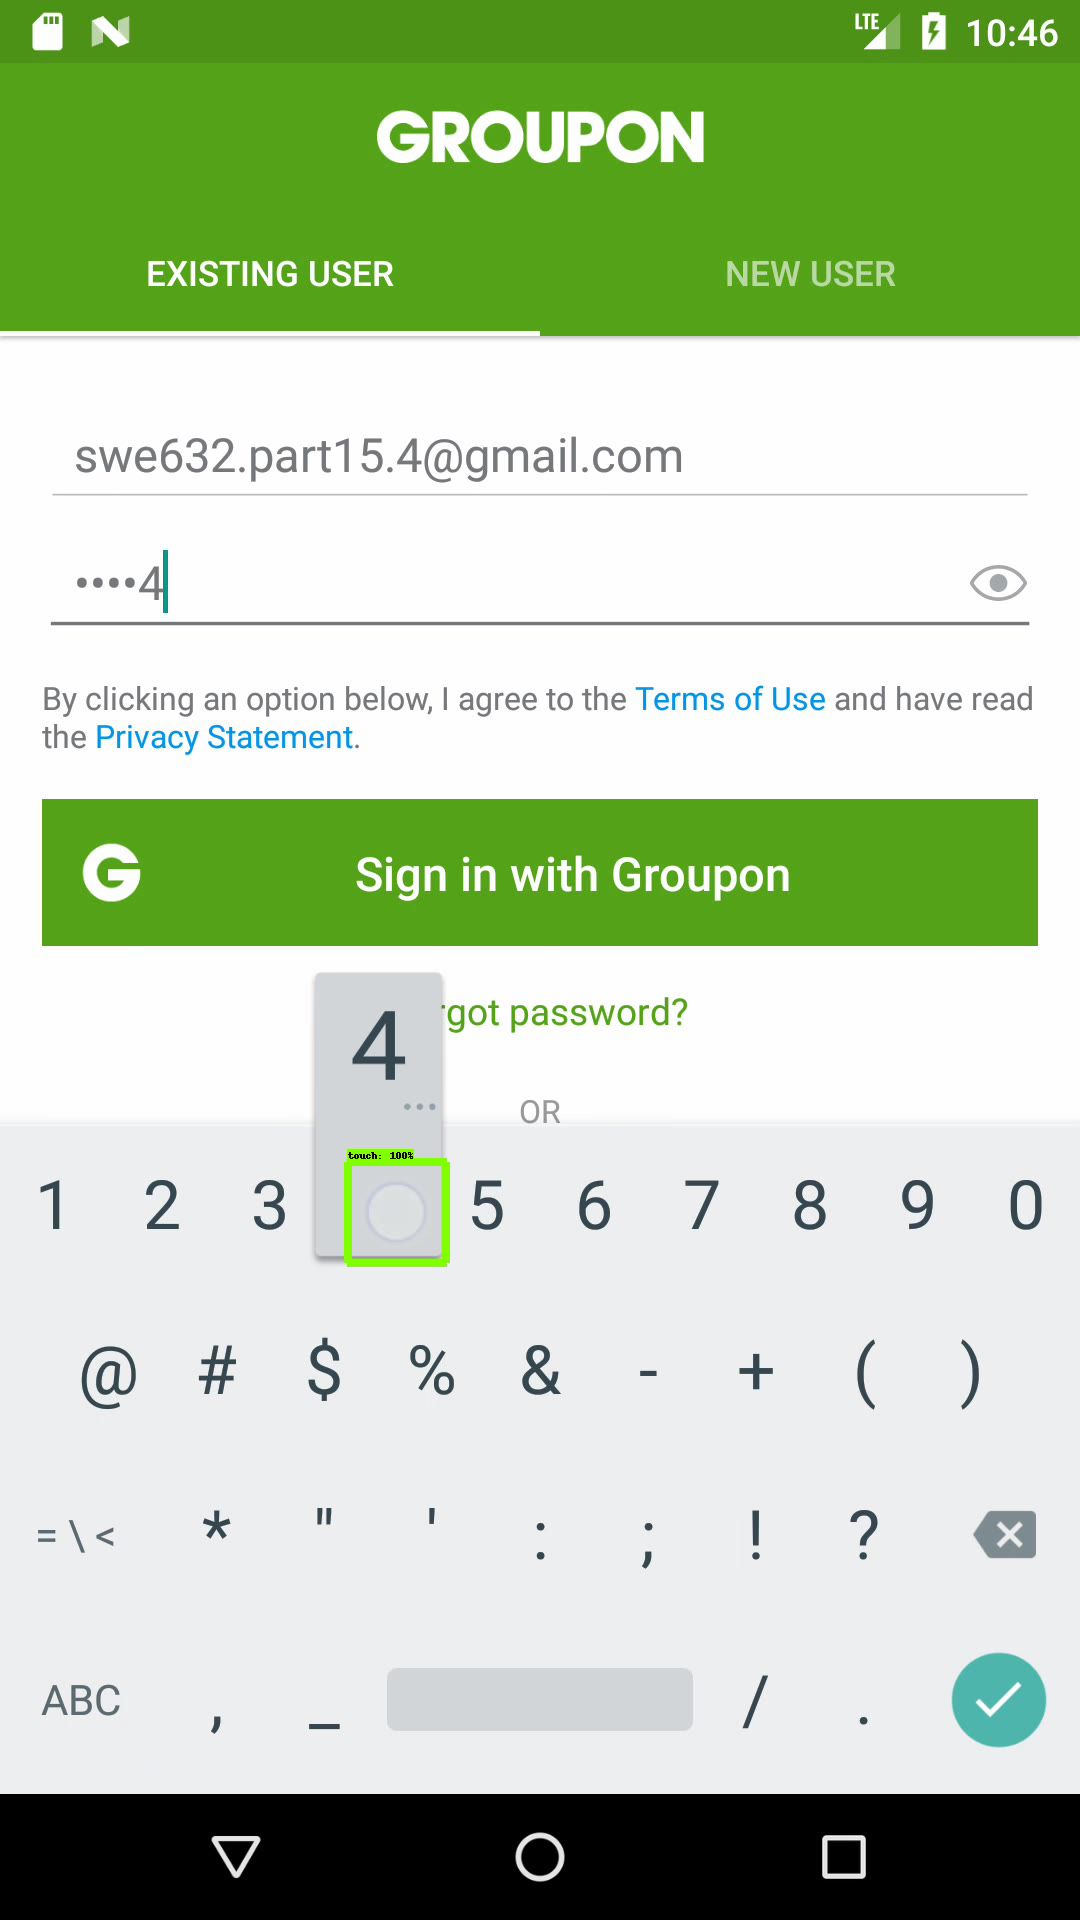 LTE 10:46
GROUPON
EXISTING USER NEW USER
swe632.part15.4@gmail.com
••••4
By clicking an option below, I agree to the Terms of Use and have read
the Privacy Statement.
G Sign in with Groupon
rgot password?
4
...
OR
touch: 100%
1 2 3 5 6 7 8 9 0
@ # $ % & - + ( )
= \ < * " ' : ; ! ?
ABC , _ / .